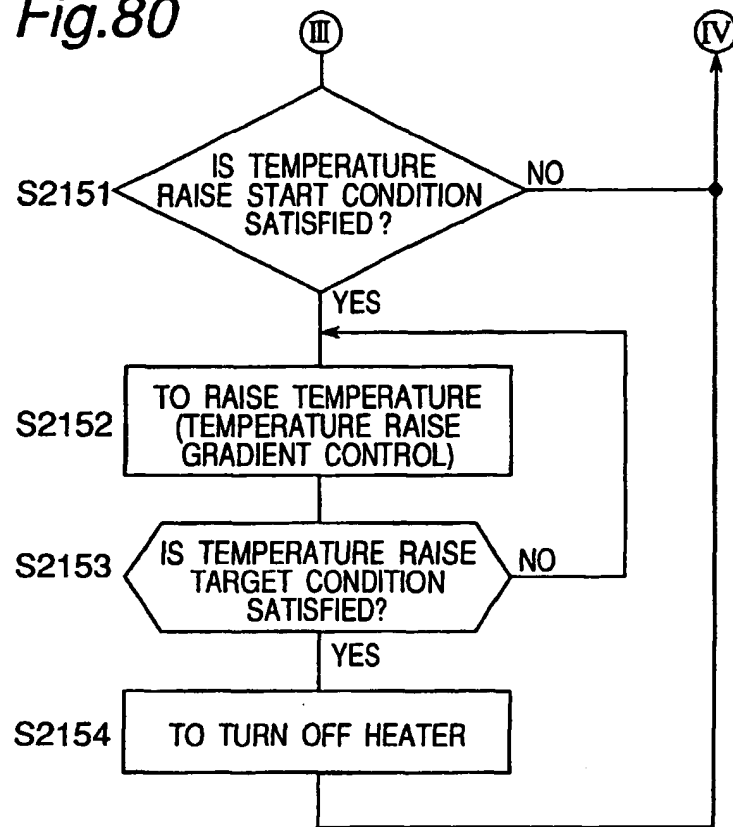 Fig.80
III
IV
S2151
IS TEMPERATURE
RAISE START CONDITION
SATISFIED?
NO
YES
S2152
TO RAISE TEMPERATURE
(TEMPERATURE RAISE
GRADIENT CONTROL)
S2153
IS TEMPERATURE RAISE
TARGET CONDITION
SATISFIED?
NO
YES
S2154
TO TURN OFF HEATER